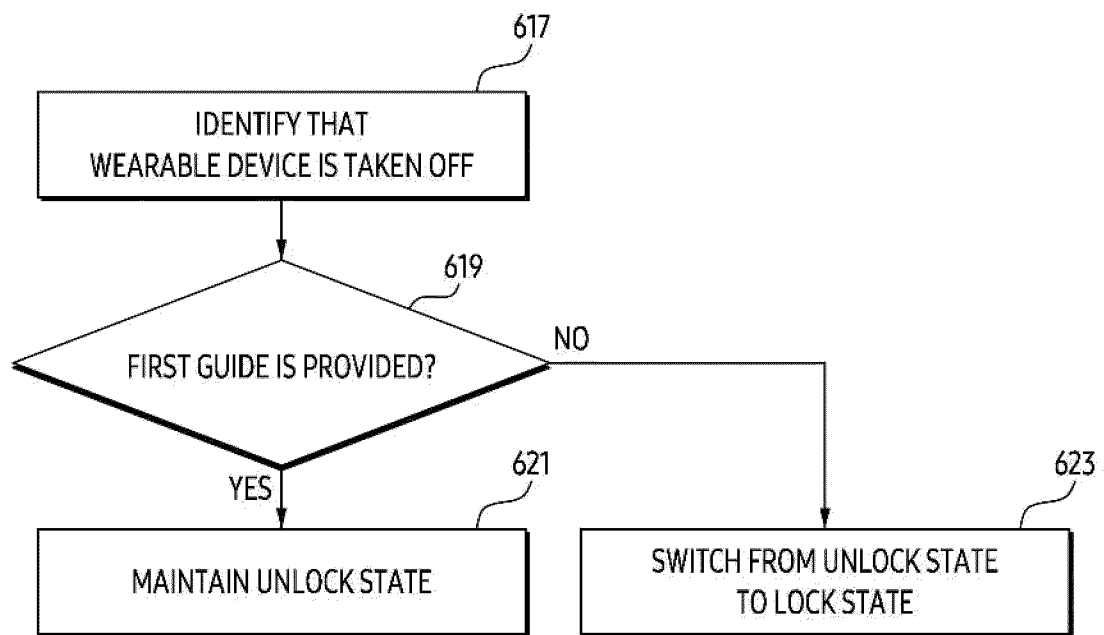 617
IDENTIFY THAT
WEARABLE DEVICE IS TAKEN OFF
619
FIRST GUIDE IS PROVIDED?
NO
YES
621
MAINTAIN UNLOCK STATE
623
SWITCH FROM UNLOCK STATE
TO LOCK STATE